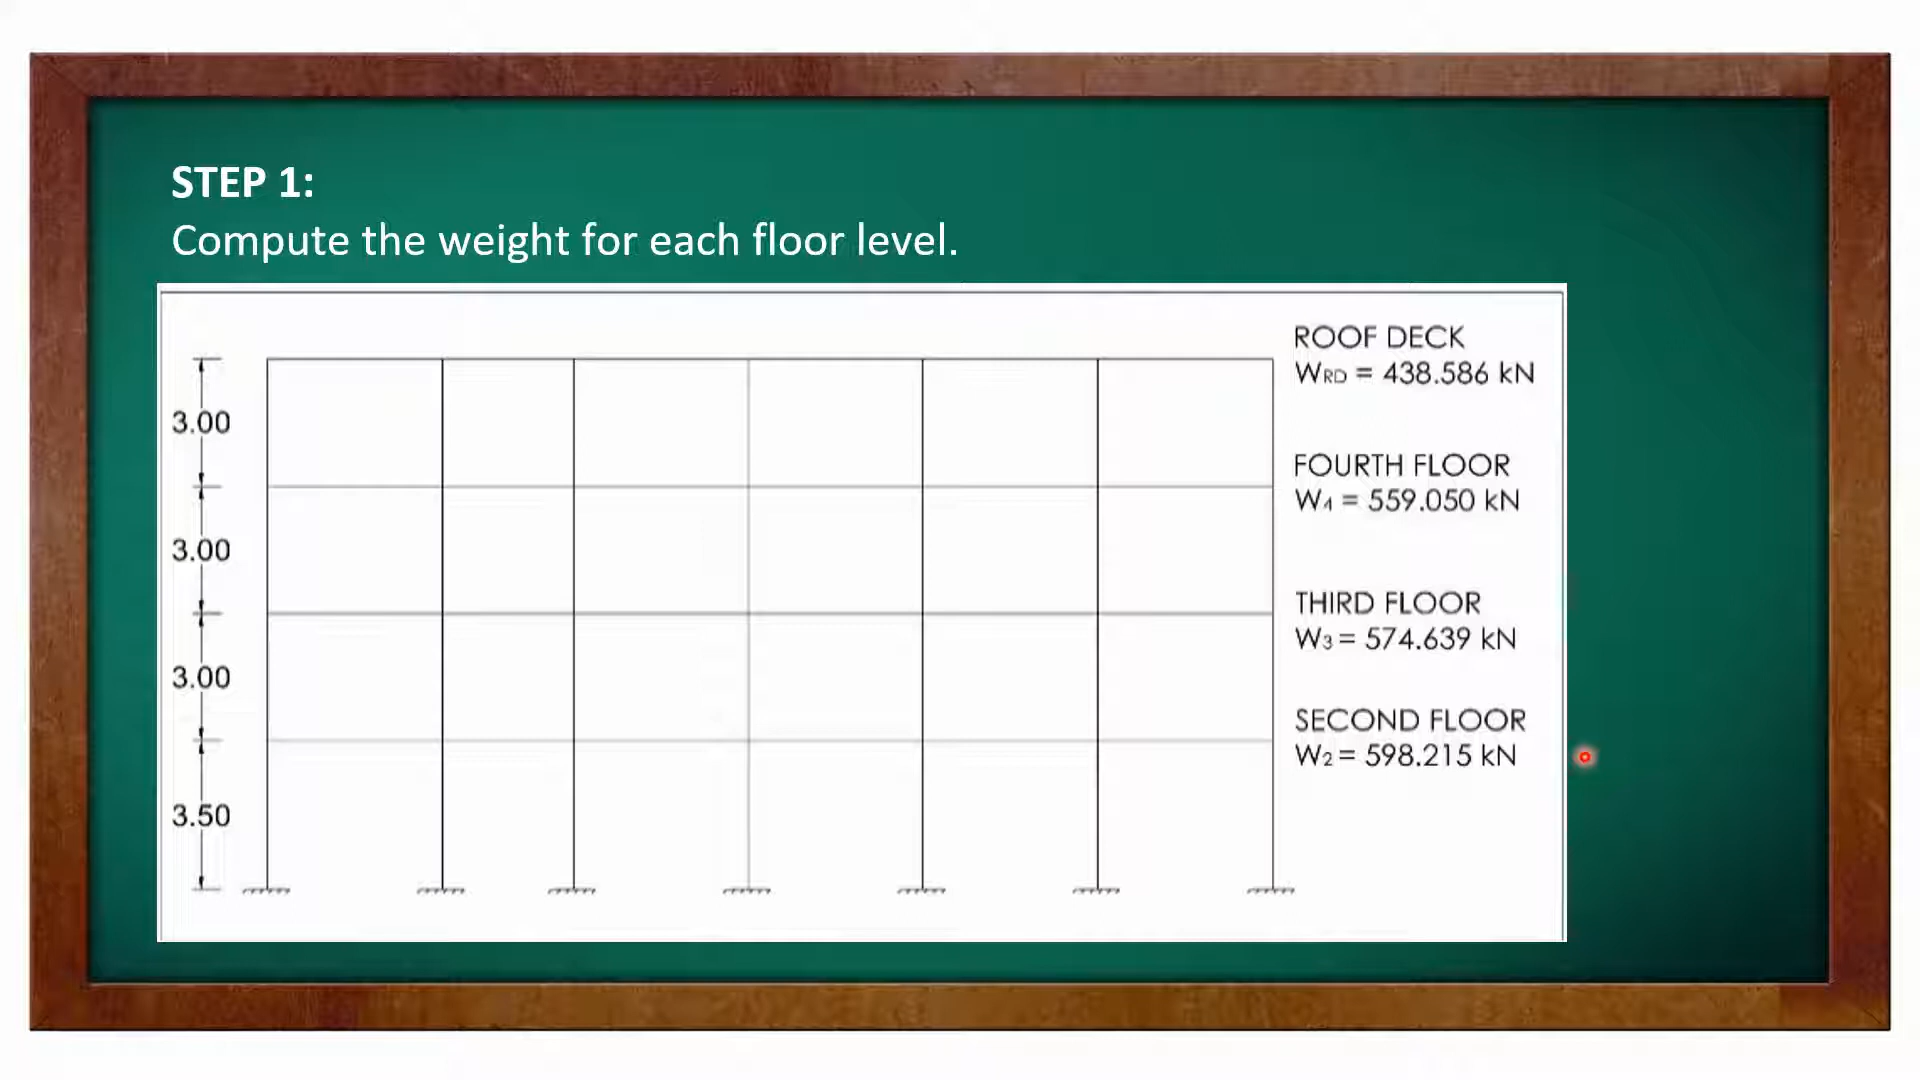 STEP 1:
Compute the weight for each floor level.
ROOF DECK
WRD = 438.586 kN
3.00
FOURTH FLOOR
W4 = 559.050 kN
3.00
THIRD FLOOR
W3 = 574.639 kN
3.00
SECOND FLOOR
W2 = 598.215 kN
3.50